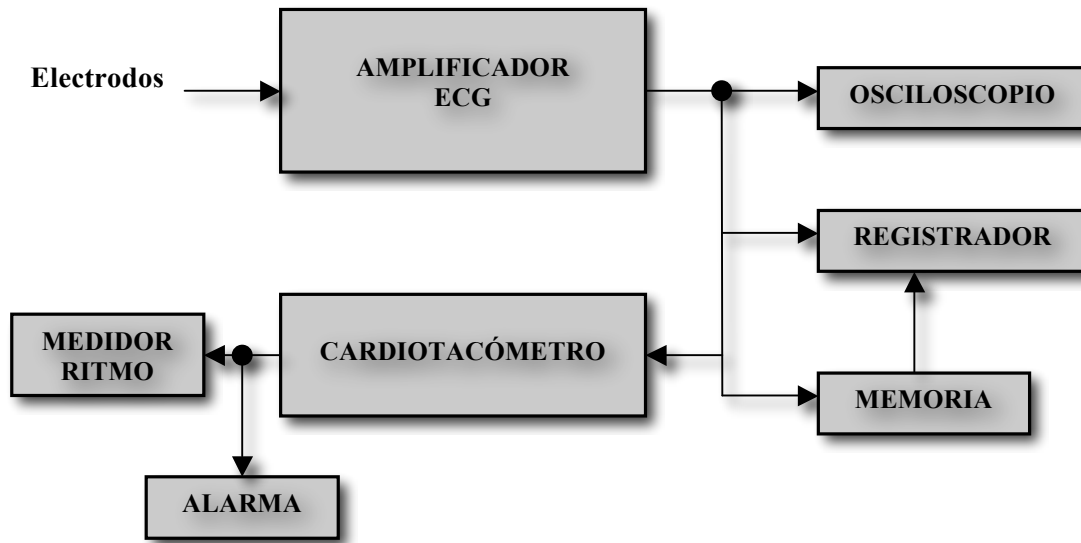 Electrodos
AMPLIFICADOR
ECG
OSCILOSCOPIO
REGISTRADOR
MEDIDOR
RITMO
CARDIOTACÓMETRO
MEMORIA
ALARMA